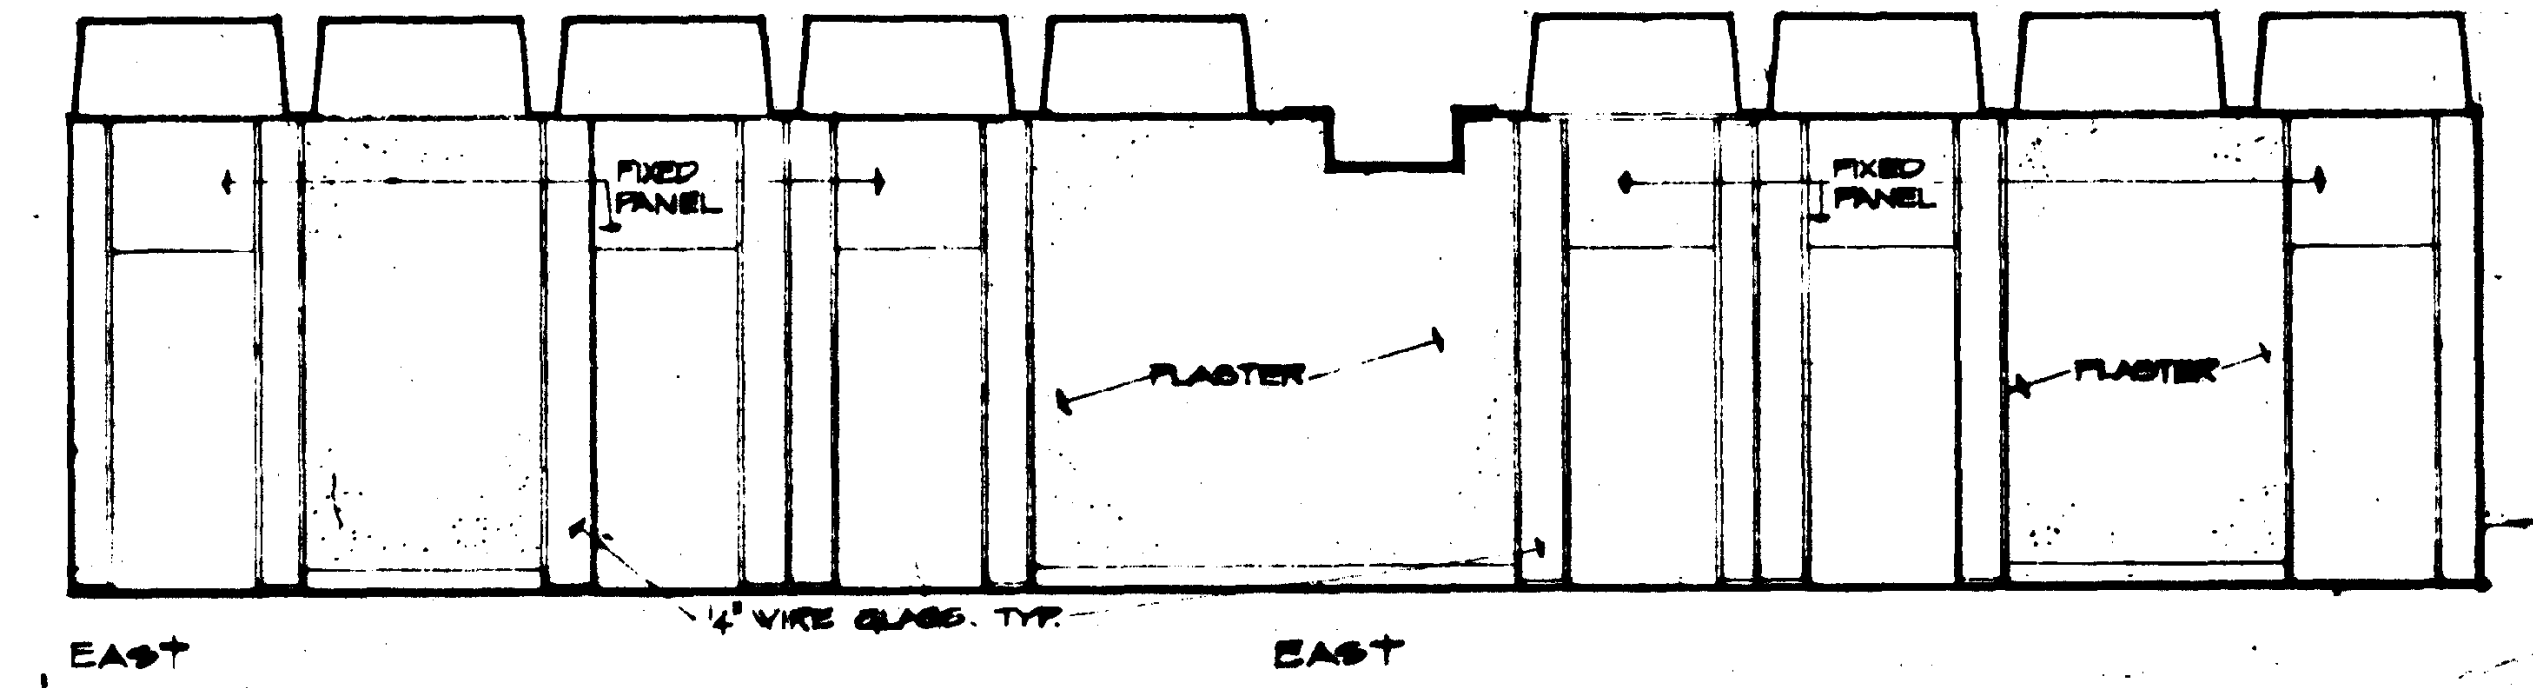 FIXED
PANEL
FIXED
PANEL
PLASTER
PLASTER
1/4" WIRE GLASS. TYP.
EAST
EAST